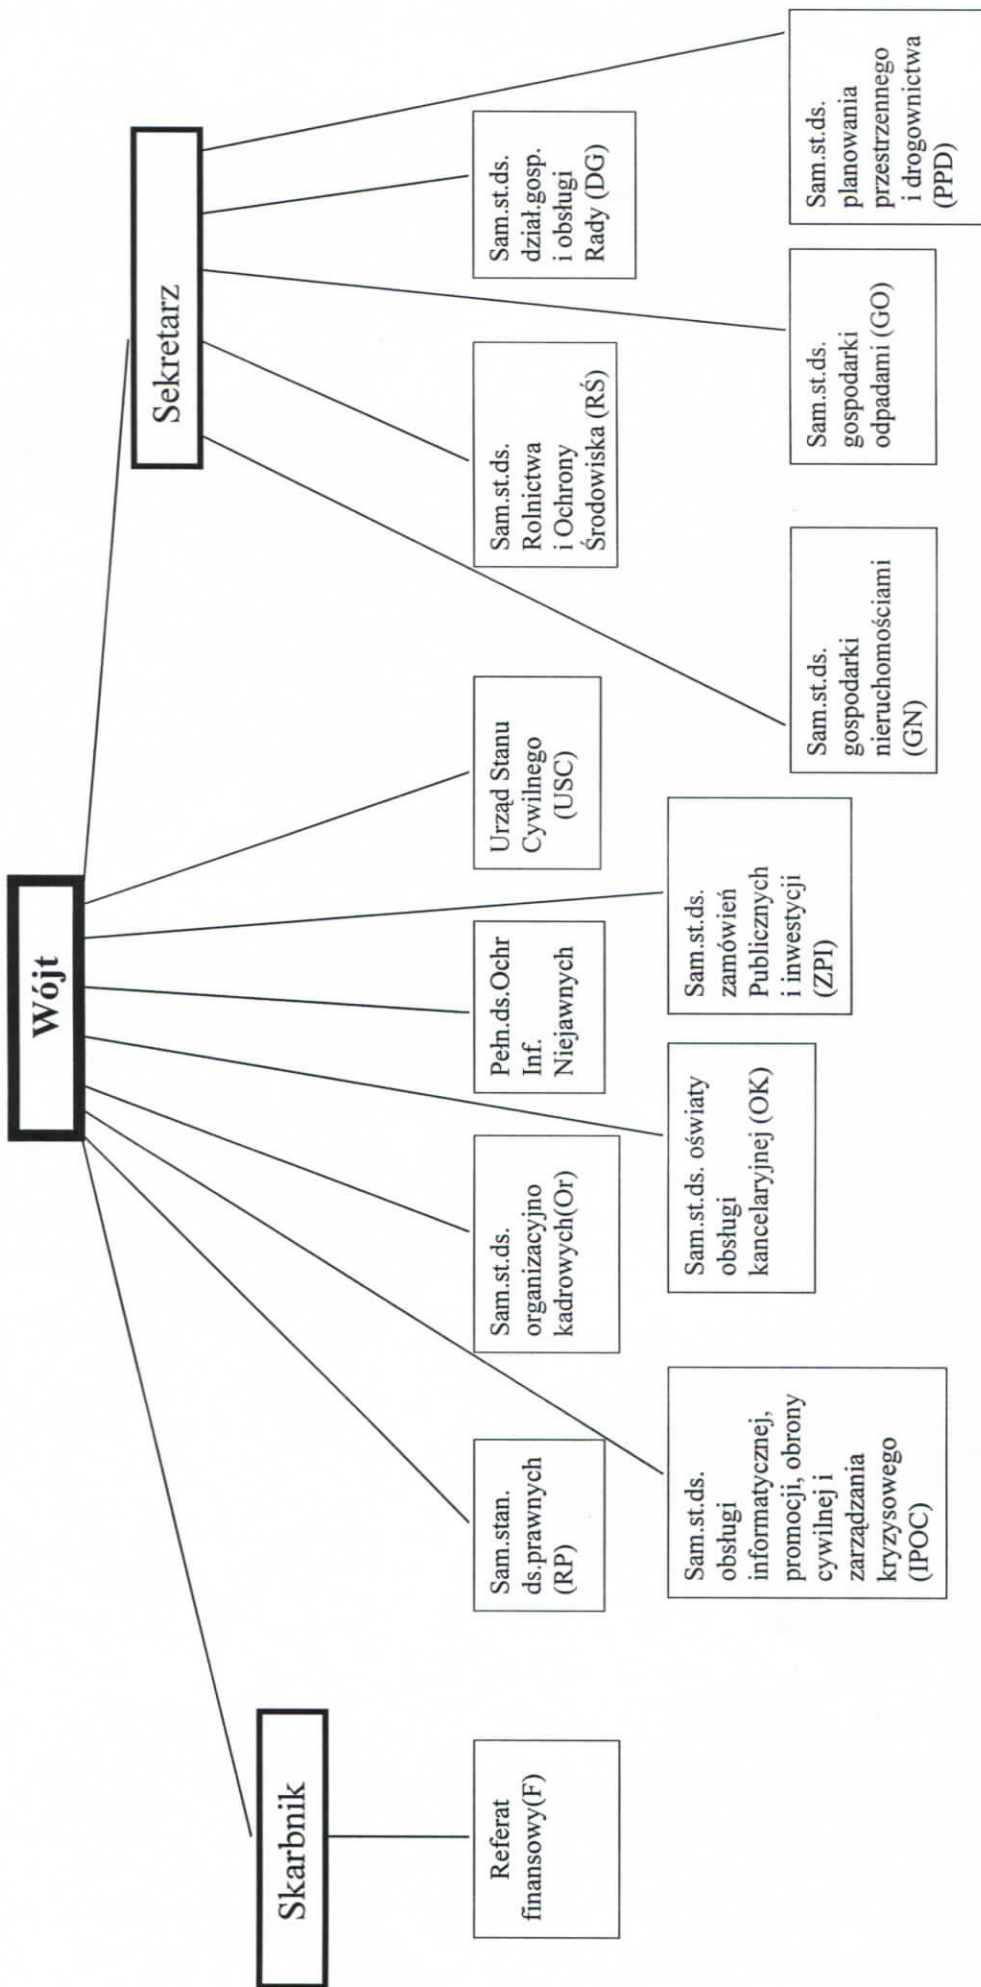 Wójt
Sekretarz
Skarbnik
Referat
finansowy(F)
Sam.stan.
ds.prawnych
(RP)
Sam.st.ds.
organizacyjno
kadrowych(Or)
Pełn.ds.Ochr
Inf.
Niejawnych
Urząd Stanu
Cywilnego
(USC)
Sam.st.ds.
Rolnictwa
i Ochrony
Środowiska (RŚ)
Sam.st.ds.
dział.gosp.
i obsługi
Rady (DG)
Sam.st.ds.
obsługi
informatycznej,
promocji, obrony
cywilnej i
zarządzania
kryzysowego
(IPOC)
Sam.st.ds. oświaty
obsługi
kancelaryjnej (OK)
Sam.st.ds.
zamówień
Publicznych
i inwestycji
(ZPI)
Sam.st.ds.
gospodarki
nieruchomościami
(GN)
Sam.st.ds.
gospodarki
odpadami (GO)
Sam.st.ds.
planowania
przestrzennego
i drogownictwa
(PPD)